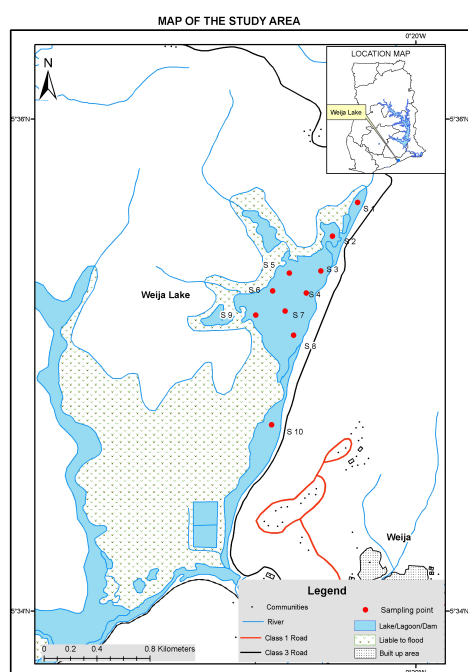 MAP OF THE STUDY AREA
0°20'W
N
LOCATION MAP
Weija Lake
5°36'N
S 1
S 2
S 3
S 5
S 6
S 4
Weija Lake
S 9
S 7
S 8
S 10
Weija
Legend
Communities
Sampling point
River
Lake/Lagoon/Dam
Class 1 Road
Liable to flood
Class 3 Road
Built up area
5°34'N
0 0.2 0.4 0.8 Kilometers